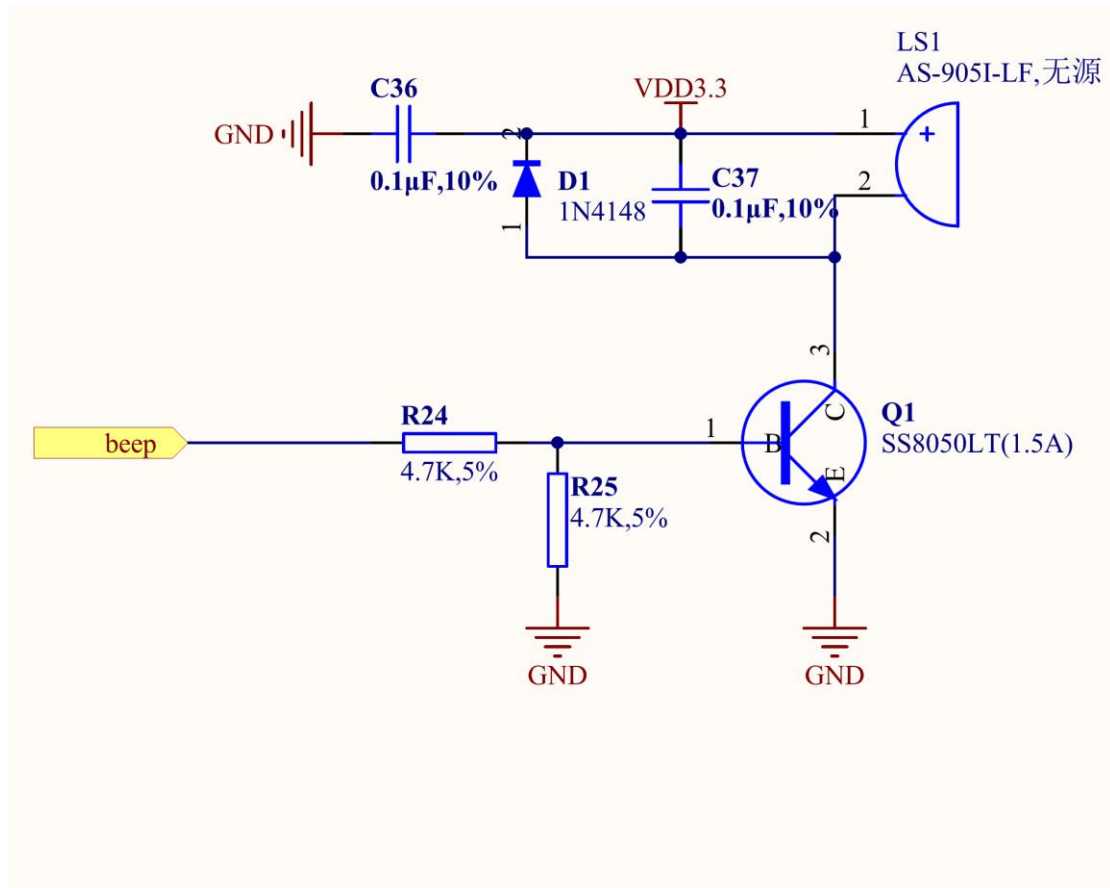 LS1
AS-905I-LF,无源
C36
VDD3.3
1
GND
2
+
0.1μF,10%
D1
C37
2
1N4148
0.1μF,10%
1
3
R24
C
Q1
beep
1
B
SS8050LT(1.5A)
4.7K,5%
E
R25
4.7K,5%
2
GND
GND